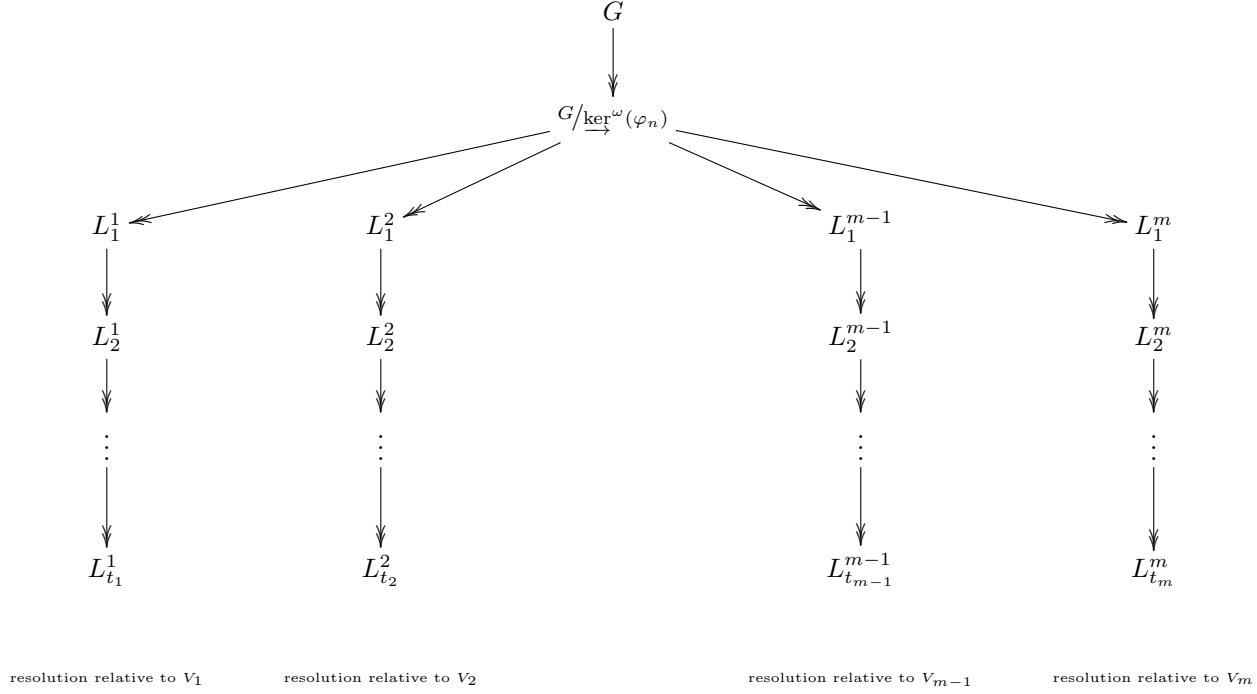 G
G/ker→^ω(φ_n)
L_1^1 L_1^2 L_1^{m−1} L_1^m
L_2^1 L_2^2 L_2^{m−1} L_2^m
⋮ ⋮ ⋮ ⋮
L_{t_1}^1 L_{t_2}^2 L_{t_{m−1}}^{m−1} L_{t_m}^m
resolution relative to V_1 resolution relative to V_2 resolution relative to V_{m−1} resolution relative to V_m